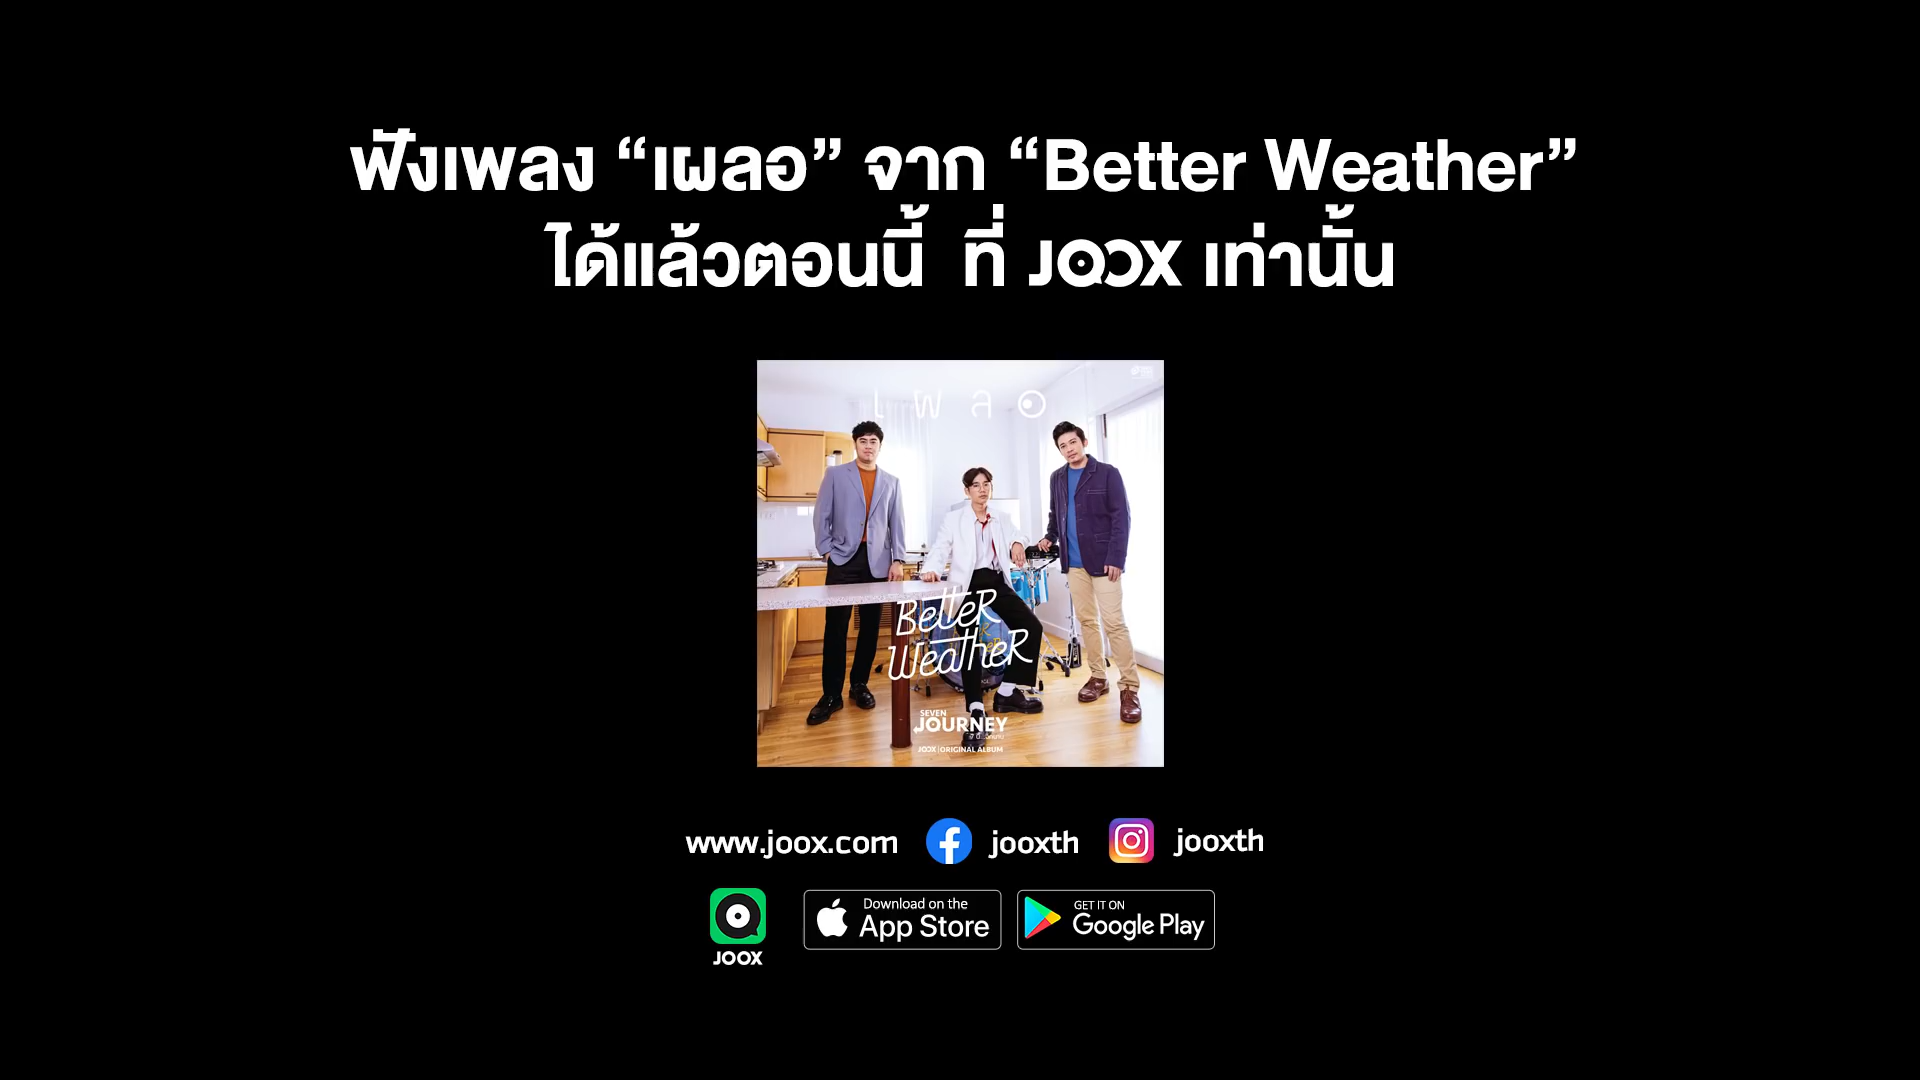 ฟังเพลง “เผลอ” จาก “Better Weather”
ได้แล้วตอนนี้ ที่ JOOX เท่านั้น
เผลอ
Better
Weather
SEVEN
JOURNEY
JOOX | ORIGINAL ALBUM
www.joox.com jooxth jooxth
Download on the
App Store
GET IT ON
Google Play
JOOX